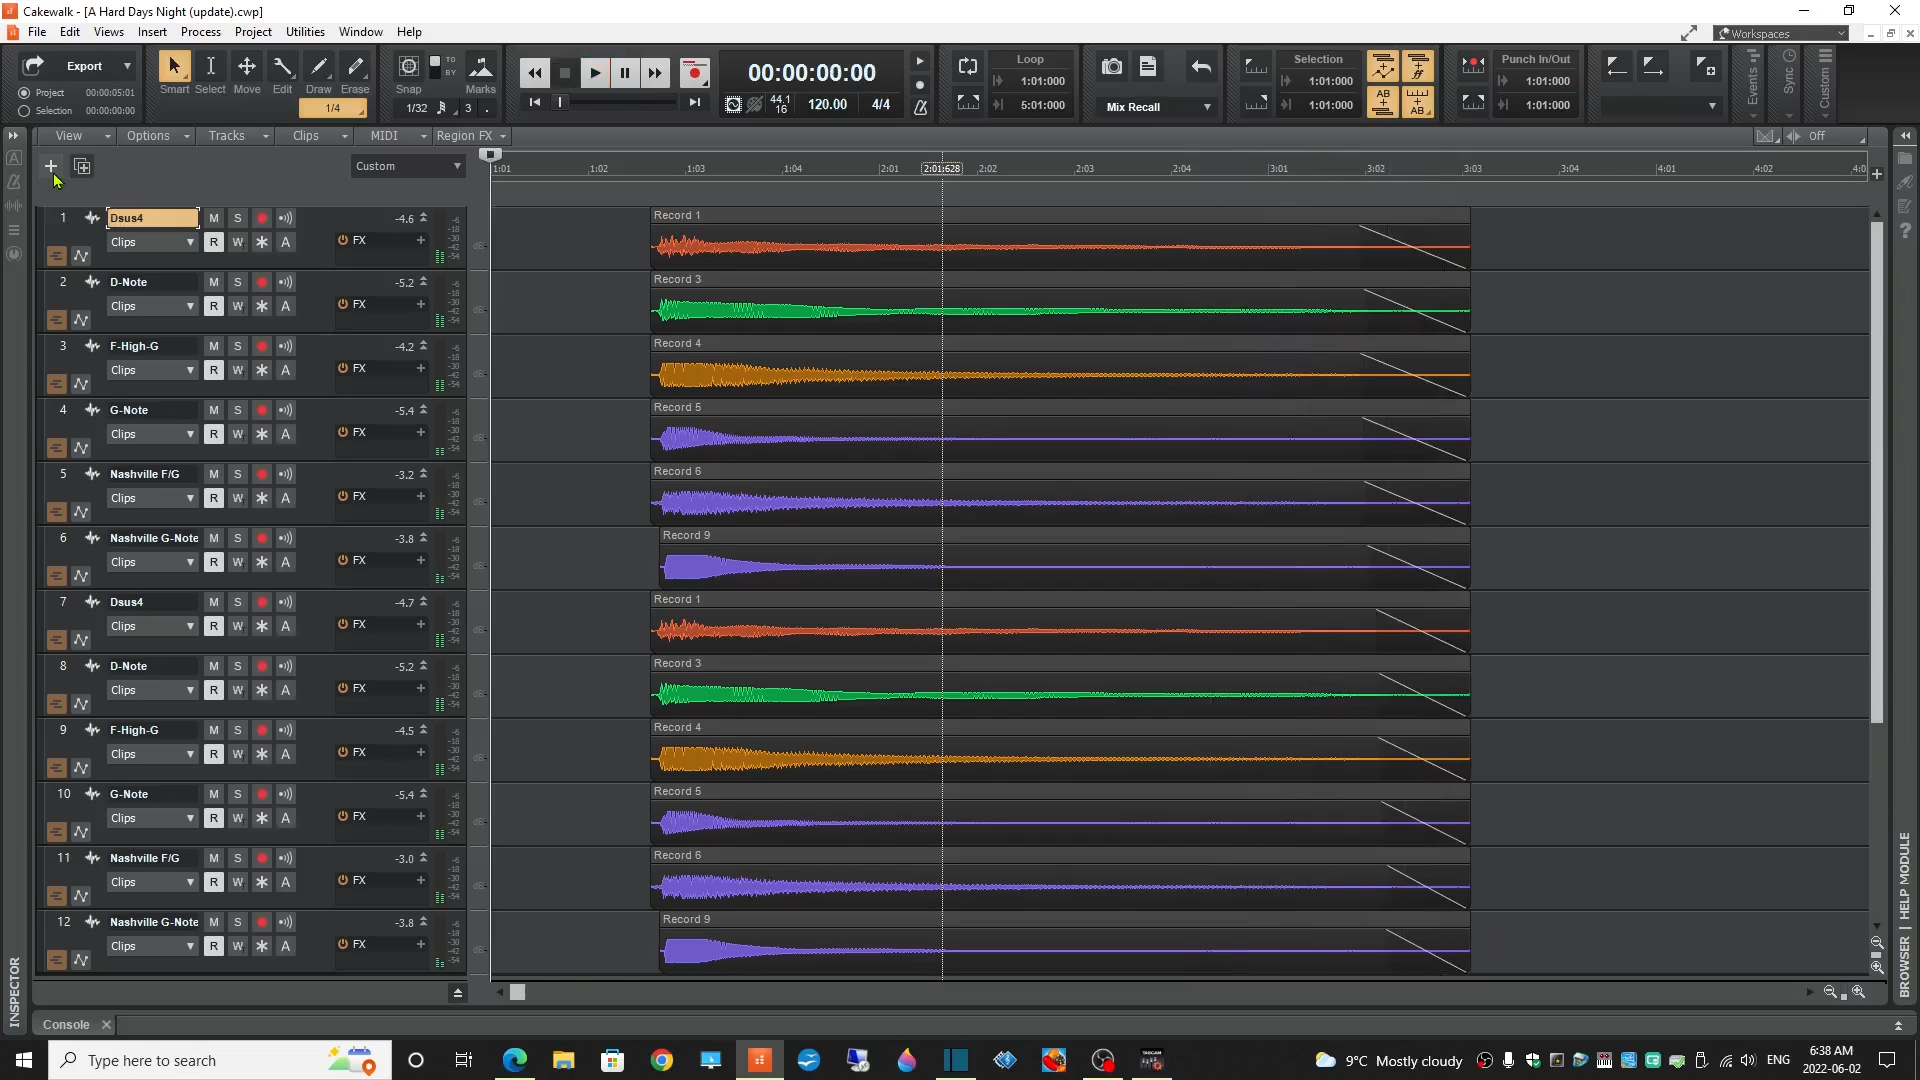 Cakewalk - [A Hard Days Night (update).cwp]
File Edit Views Insert Process Project Utilities Window Help
Workspaces
Export
Project 00:00:05:01
Selection 00:00:00:00
Smart Select Move Edit Draw Erase
1/4
Snap TO BY Marks
1/32 3
00:00:00:00
44.1 16 120.00 4/4
Loop
1:01:000
5:01:000
Mix Recall
Selection
1:01:000
1:01:000
Punch In/Out
1:01:000
1:01:000
Events Sync Custom
View Options Tracks Clips MIDI Region FX Off
Custom
1:01 1:02 1:03 1:04 2:01 2:01:628 2:02 2:03 2:04 3:01 3:02 3:03 3:04 4:01 4:02
1 Dsus4 M S -4.6 Record 1
Clips R W A FX
2 D-Note M S -5.2 Record 3
Clips R W A FX
3 F-High-G M S -4.2 Record 4
Clips R W A FX
4 G-Note M S -5.4 Record 5
Clips R W A FX
5 Nashville F/G M S -3.2 Record 6
Clips R W A FX
6 Nashville G-Note M S -3.8 Record 9
Clips R W A FX
7 Dsus4 M S -4.7 Record 1
Clips R W A FX
8 D-Note M S -5.2 Record 3
Clips R W A FX
9 F-High-G M S -4.5 Record 4
Clips R W A FX
10 G-Note M S -5.4 Record 5
Clips R W A FX
11 Nashville F/G M S -3.0 Record 6
Clips R W A FX
12 Nashville G-Note M S -3.8 Record 9
Clips R W A FX
INSPECTOR
BROWSER | HELP MODULE
Console
Type here to search
9°C Mostly cloudy
ENG
6:38 AM
2022-06-02